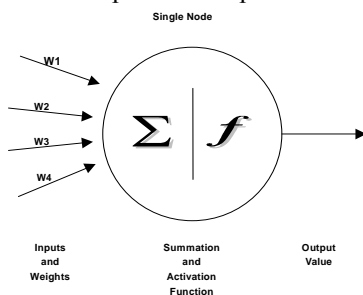 Single Node
W1
W2
W3
W4
Σ f
Inputs
and
Weights
Summation
and
Activation
Function
Output
Value